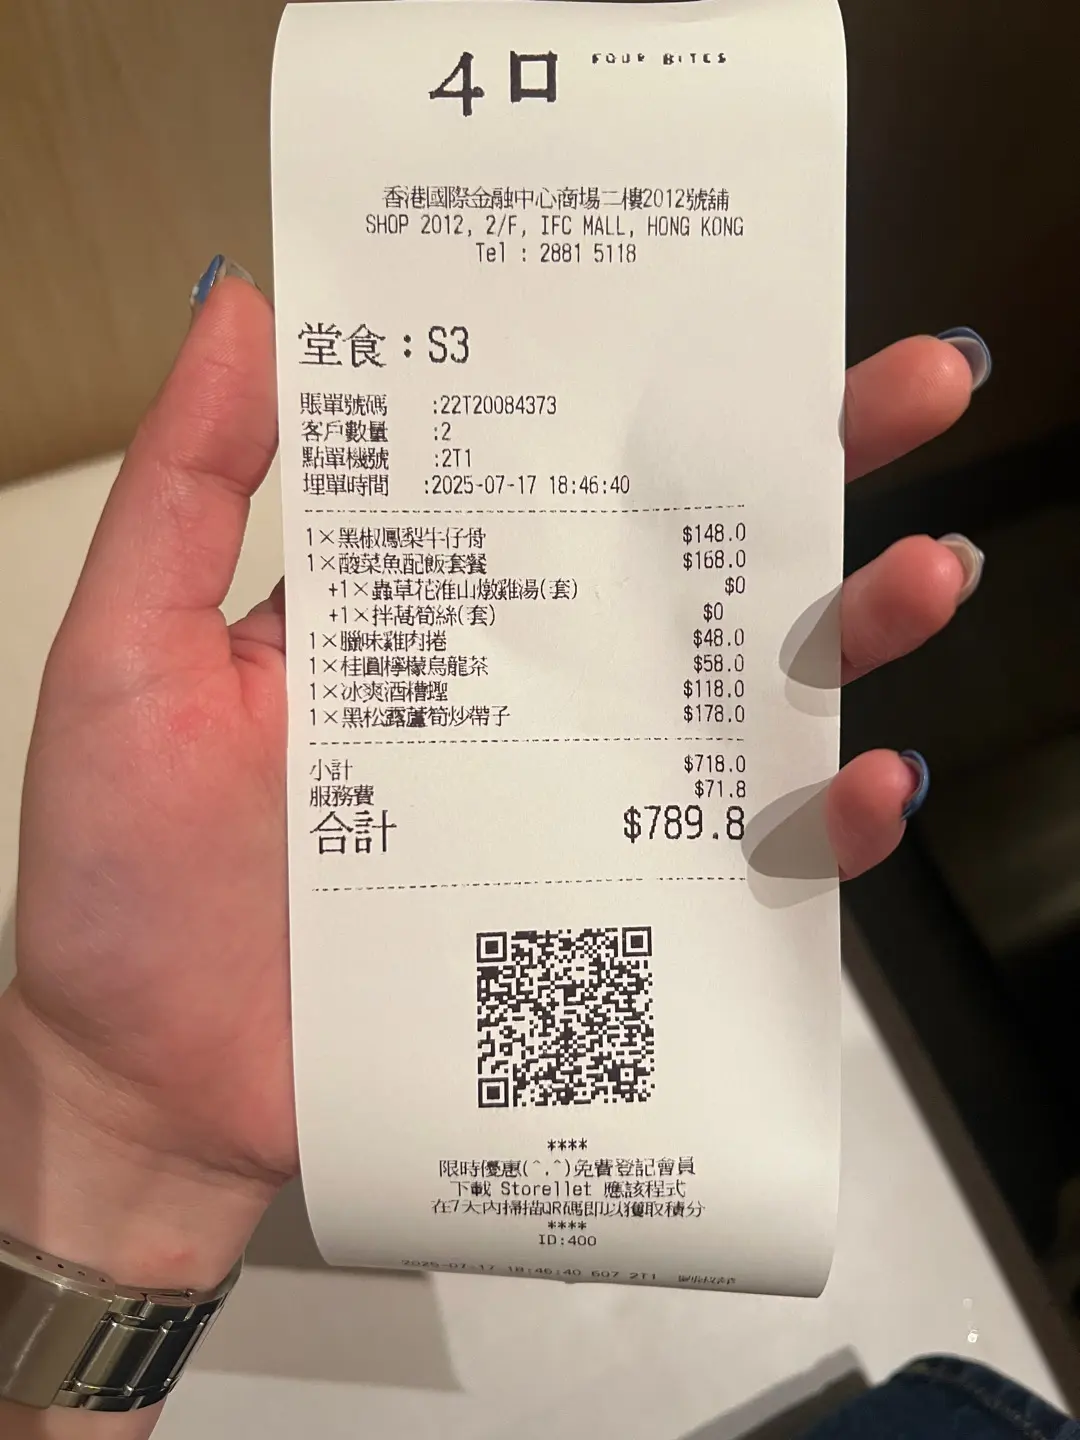 4口 FOUR BITES
香港國際金融中心商場二樓2012號舖
SHOP 2012, 2/F, IFC MALL, HONG KONG
Tel : 2881 5118
堂食：S3
賬單號碼 :22T20084373
客戶數量 :2
點單機號 :2T1
埋單時間 :2025-07-17 18:46:40
1×黑椒鳳梨牛仔骨 $148.0
1×酸菜魚配飯套餐 $168.0
+1×蟲草花淮山燉雞湯(套) $0
+1×拌萵筍絲(套) $0
1×臘味雞肉捲 $48.0
1×桂圓檸檬烏龍茶 $58.0
1×冰爽酒糟蟶 $118.0
1×黑松露蘆筍炒帶子 $178.0
小計 $718.0
服務費 $71.8
合計 $789.8
****
限時優惠(^.^)免費登記會員
下載 Storellet 應該程式
在7天內掃描QR碼即以獲取積分
****
ID:400
2025-07-17 18:46:40 607 2T1